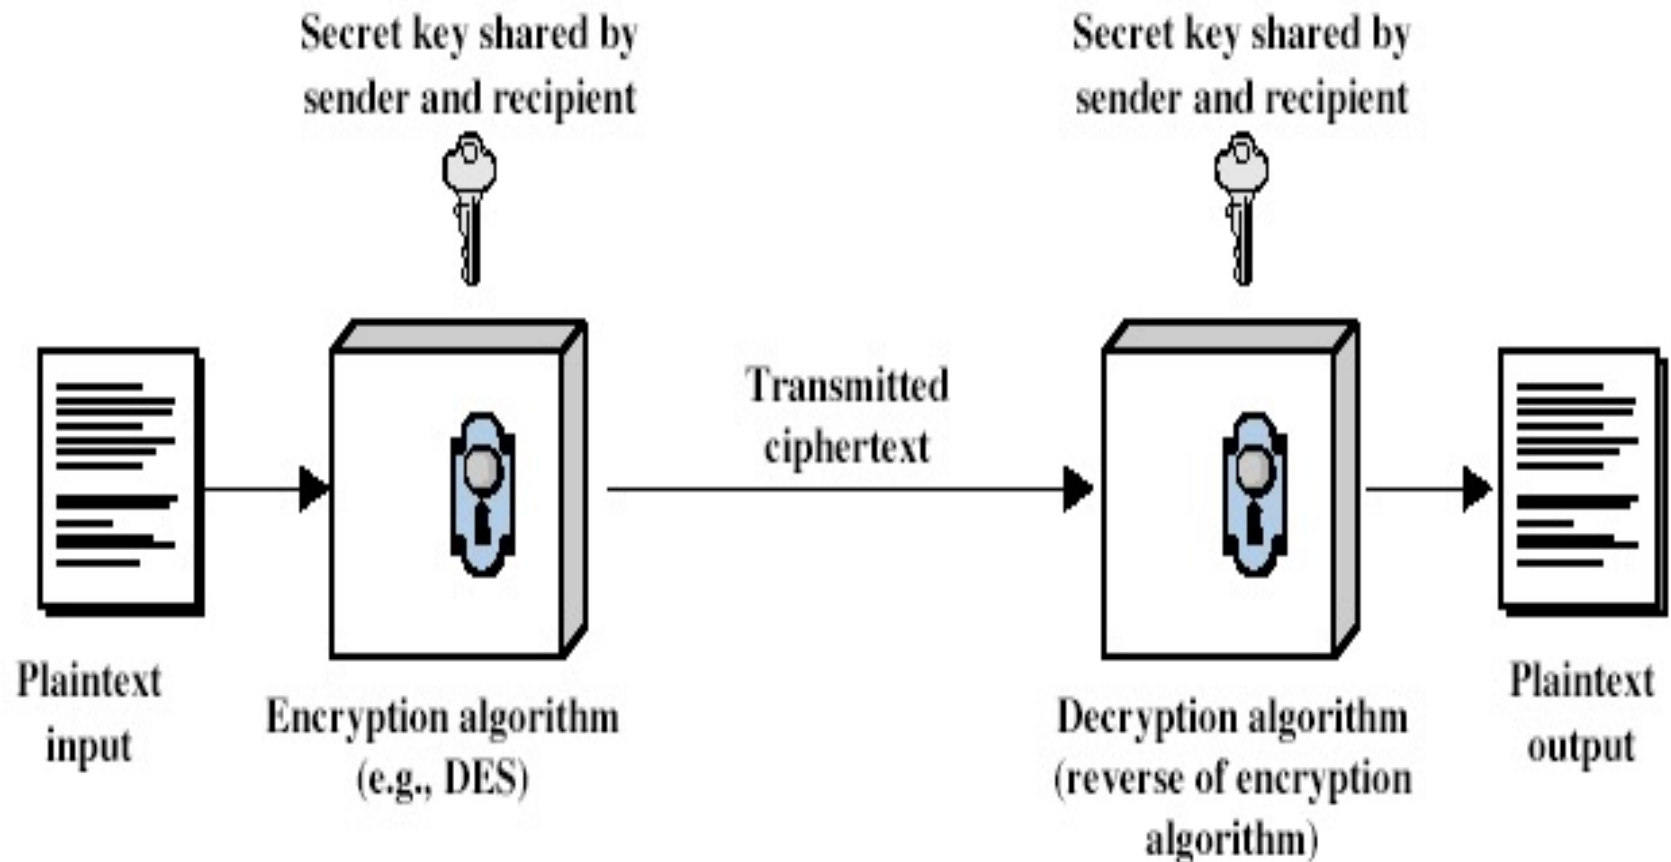 Secret key shared by
sender and recipient
Secret key shared by
sender and recipient
Transmitted
ciphertext
Plaintext
input
Encryption algorithm
(e.g., DES)
Decryption algorithm
(reverse of encryption
algorithm)
Plaintext
output